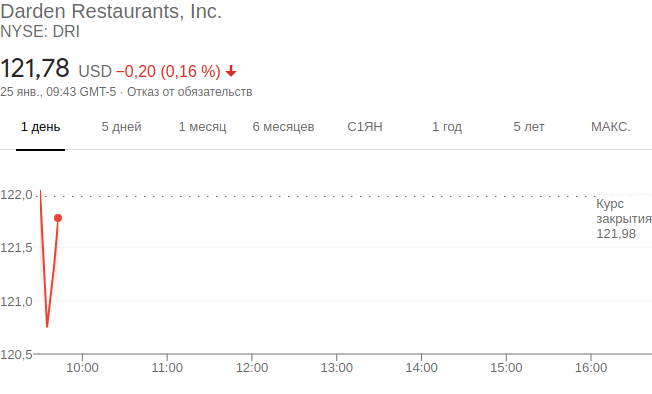 Darden Restaurants, Inc.
NYSE: DRI
121,78 USD −0,20 (0,16 %)
25 янв., 09:43 GMT-5 · Отказ от обязательств
1 день 5 дней 1 месяц 6 месяцев С1ЯН 1 год 5 лет МАКС.
122,0
Курс
закрытия
121,98
121,5
121,0
120,5
10:00 11:00 12:00 13:00 14:00 15:00 16:00